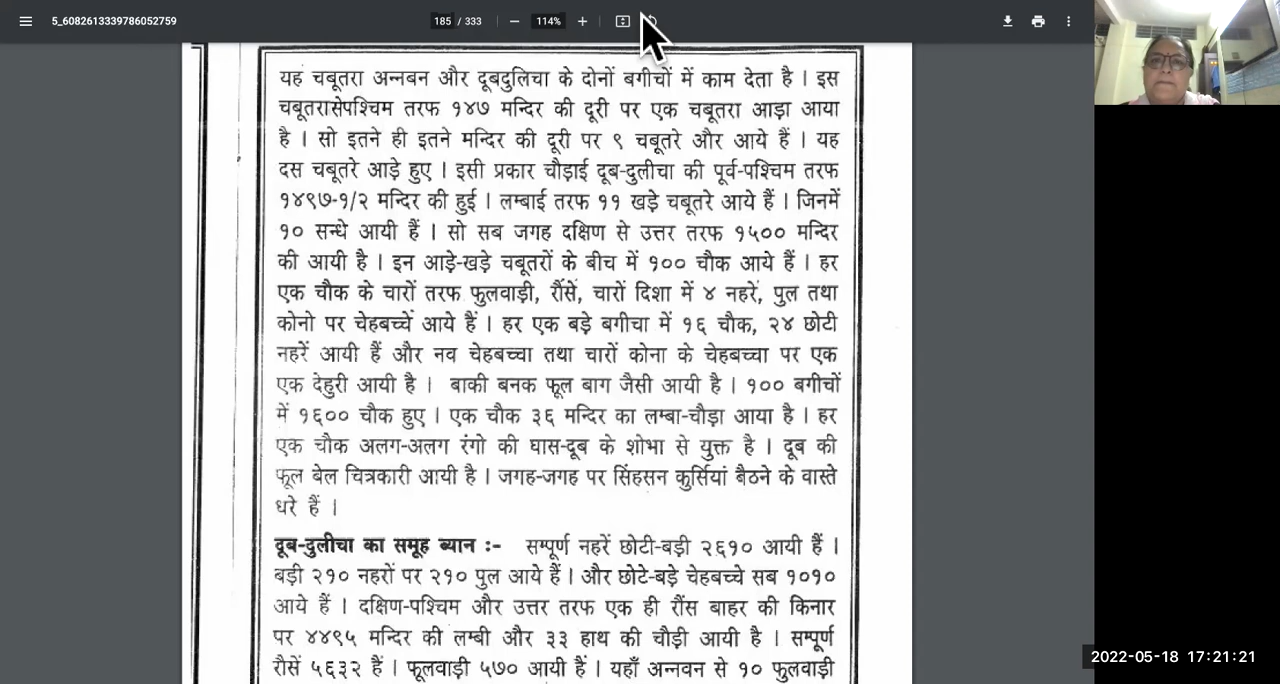 5_6082613339786052759
185 / 333
114%
यह चबूतरा अन्नबन और दूबदुलिचा के दोनों बगीचों में काम देता है । इस
चबूतरासेपश्चिम तरफ १४७ मन्दिर की दूरी पर एक चबूतरा आड़ा आया
है । सो इतने ही इतने मन्दिर की दूरी पर ९ चबूतरे और आये हैं । यह
दस चबूतरे आड़े हुए । इसी प्रकार चौड़ाई दूब-दुलीचा की पूर्व-पश्चिम तरफ
१४९७-१/२ मन्दिर की हुई । लम्बाई तरफ ११ खड़े चबूतरे आये हैं । जिनमें
१० सन्धे आयी हैं । सो सब जगह दक्षिण से उत्तर तरफ १५०० मन्दिर
की आयी है । इन आड़े-खड़े चबूतरों के बीच में १०० चौक आये हैं । हर
एक चौक के चारों तरफ फुलवाड़ी, रौंसें, चारों दिशा में ४ नहरें, पुल तथा
कोनो पर चेहबच्चे आये हैं । हर एक बड़े बगीचा में १६ चौक, २४ छोटी
नहरें आयी हैं और नव चेहबच्चा तथा चारों कोना के चेहबच्चा पर एक
एक देहुरी आयी है । बाकी बनक फूल बाग जैसी आयी है । १०० बगीचों
में १६०० चौक हुए । एक चौक ३६ मन्दिर का लम्बा-चौड़ा आया है । हर
एक चौक अलग-अलग रंगो की घास-दूब के शोभा से युक्त है । दूब की
फूल बेल चित्रकारी आयी है । जगह-जगह पर सिंहसन कुर्सियां बैठने के वास्ते
धरे हैं ।
दूब-दुलीचा का समूह ब्यान :- सम्पूर्ण नहरें छोटी-बड़ी २६१० आयी हैं ।
बड़ी २१० नहरों पर २१० पुल आये हैं । और छोटे-बड़े चेहबच्चे सब १०१०
आये हैं । दक्षिण-पश्चिम और उत्तर तरफ एक ही रौंस बाहर की किनार
पर ४४९५ मन्दिर की लम्बी और ३३ हाथ की चौड़ी आयी है । सम्पूर्ण
रौसें ५६३२ हैं । फूलवाड़ी ५७० आयी हैं । यहाँ अन्नवन से १० फुलवाड़ी
2022-05-18 17:21:21